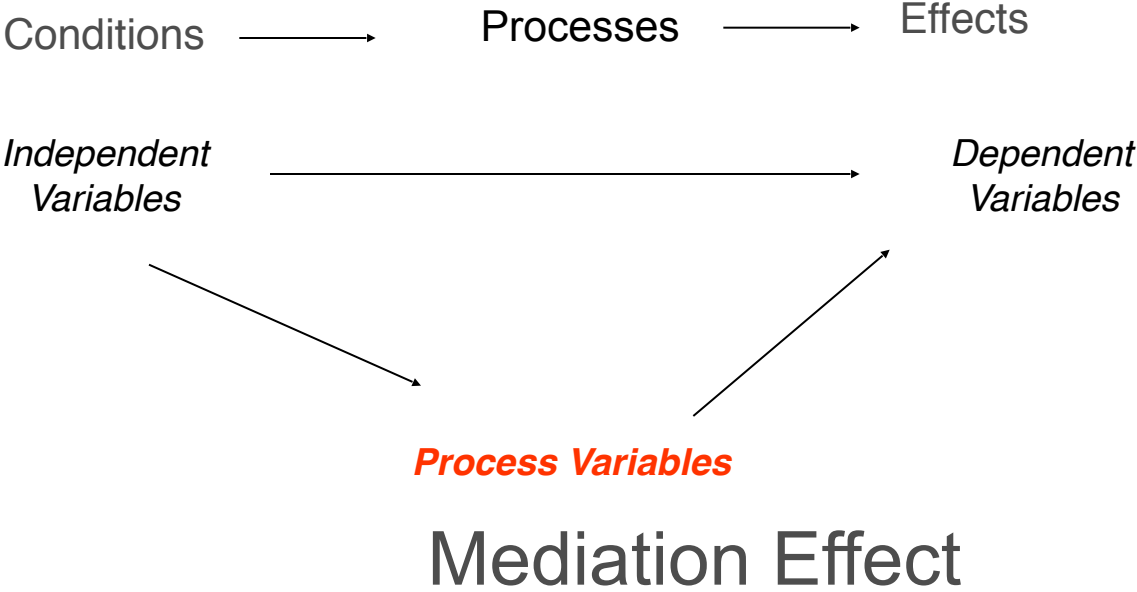 Conditions Processes Effects
Independent
Variables
Dependent
Variables
Process Variables
Mediation Effect